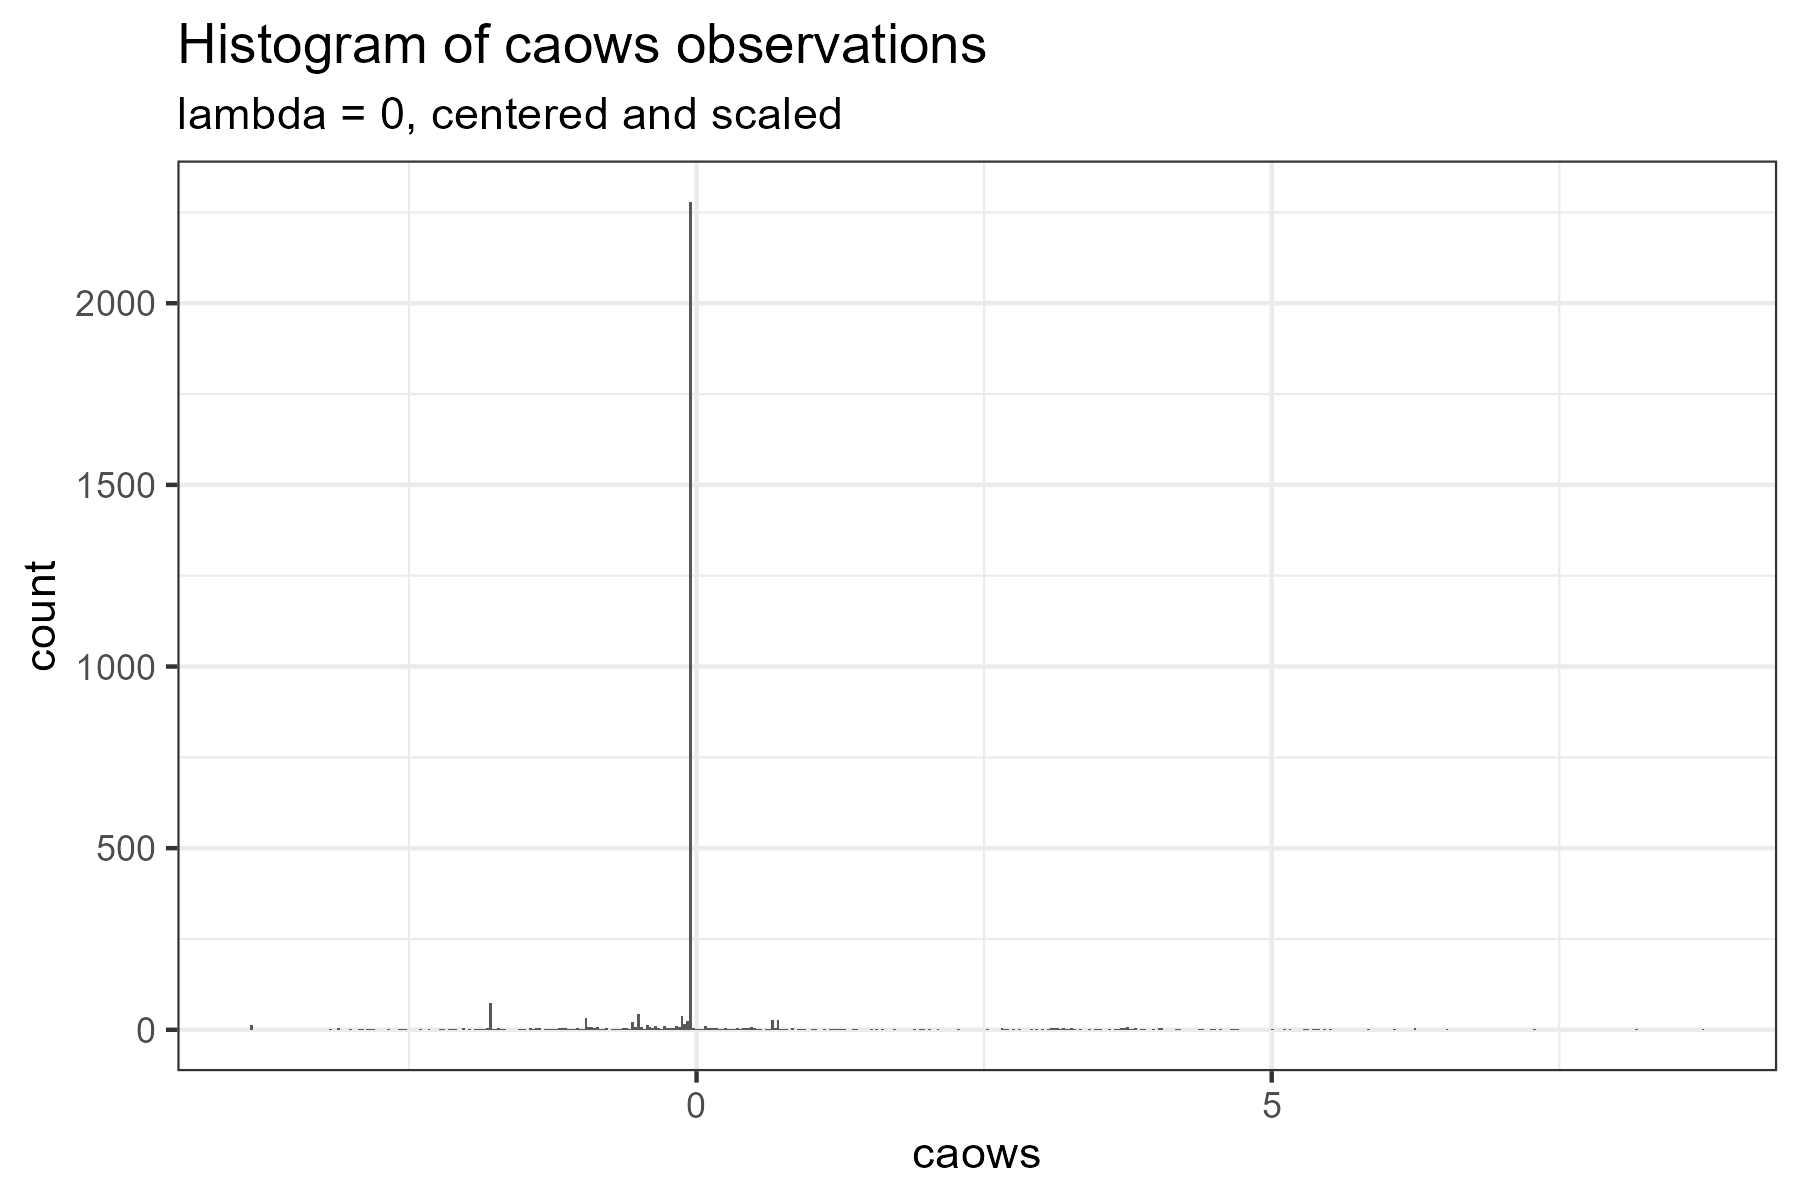 Histogram of caows observations
lambda = 0, centered and scaled
count
2000
1500
1000
500
0
0
5
caows